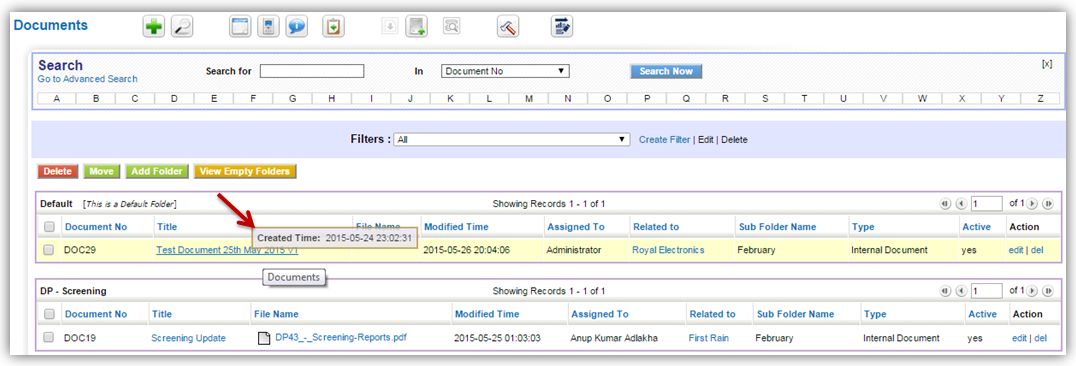 Documents
Search [x]
Go to Advanced Search Search for In Document No Search Now
A B C D E F G H I J K L M N O P Q R S T U V W X Y Z
Filters : All Create Filter | Edit | Delete
Delete Move Add Folder View Empty Folders
Default [This is a Default Folder] Showing Records 1 - 1 of 1 1 of 1
Document No Title File Name Modified Time Assigned To Related to Sub Folder Name Type Active Action
Created Time: 2015-05-24 23:02:31
DOC29 Test Document 25th May 2015 V1 2015-05-26 20:04:06 Administrator Royal Electronics February Internal Document yes edit | del
Documents
DP - Screening Showing Records 1 - 1 of 1 1 of 1
Document No Title File Name Modified Time Assigned To Related to Sub Folder Name Type Active Action
DOC19 Screening Update DP43_-_Screening-Reports.pdf 2015-05-25 01:03:03 Anup Kumar Adlakha First Rain February Internal Document yes edit | del